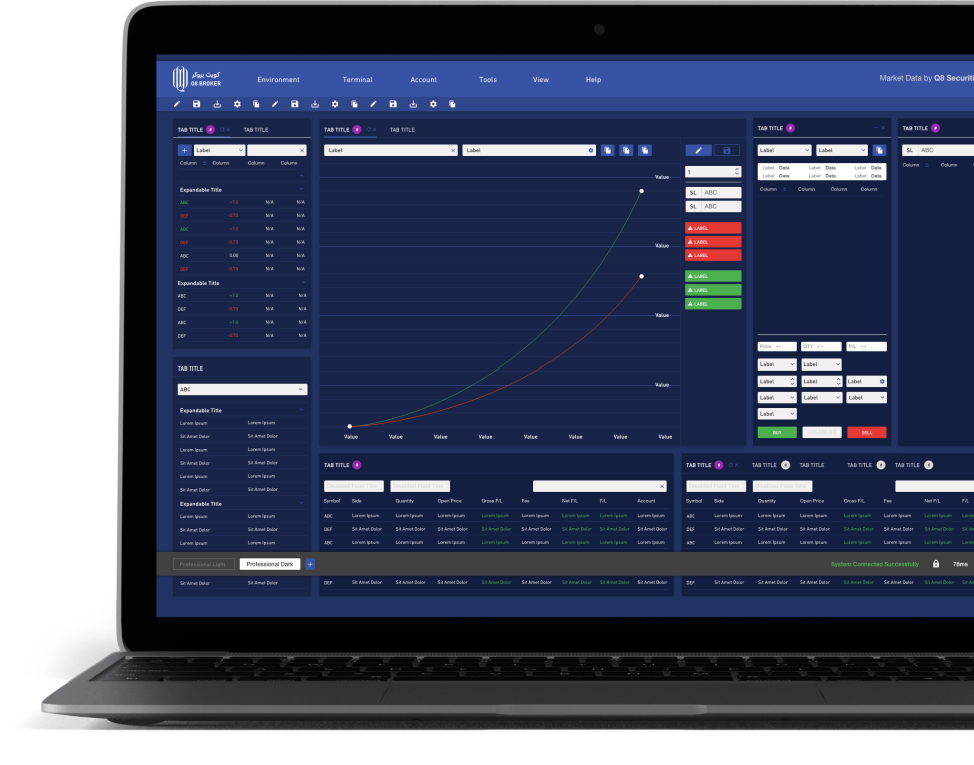 كويت بروكر
Q8 BROKER
Environment Terminal Account Tools View Help
Market Data by Q8 Securiti
TAB TITLE # TAB TITLE
Label
Column Column Column Column
Expandable Title
ABC +1.0 N/A N/A
DEF -0.70 N/A N/A
ABC +1.0 N/A N/A
DEF -0.70 N/A N/A
ABC 0.00 N/A N/A
DEF -0.70 N/A N/A
Expandable Title
ABC +1.0 N/A N/A
DEF -0.70 N/A N/A
ABC +1.0 N/A N/A
DEF -0.70 N/A N/A
TAB TITLE
ABC
Expandable Title
Lorem Ipsum Lorem Ipsum
Sit Amet Dolor Sit Amet Dolor
Lorem Ipsum Lorem Ipsum
Sit Amet Dolor Sit Amet Dolor
Lorem Ipsum Lorem Ipsum
Sit Amet Dolor Sit Amet Dolor
Expandable Title
Lorem Ipsum Lorem Ipsum
Sit Amet Dolor Sit Amet Dolor
Lorem Ipsum Lorem Ipsum
TAB TITLE # TAB TITLE
Label Label
Value
Value
Value
Value
Value Value Value Value Value Value Value Value
1
SL ABC
SL ABC
LABEL
LABEL
LABEL
LABEL
LABEL
LABEL
TAB TITLE #
Label Label
Label Data Label Data Label Data
Label Data Label Data Label Data
Column Column Column Column
Price -- QTY -- P/L --
Label Label
Label Label Label
Label Label Label
Label
BUY SELL
TAB TITLE #
SL ABC
Column Column
TAB TITLE #
Disabled Field Title Disabled Field Title
Symbol Side Quantity Open Price Gross F/L Fee Net F/L F/L Account
ABC Lorem Ipsum Lorem Ipsum Lorem Ipsum Lorem Ipsum Lorem Ipsum Lorem Ipsum Lorem Ipsum Lorem Ipsum
DEF Sit Amet Dolor Sit Amet Dolor Sit Amet Dolor Sit Amet Dolor Sit Amet Dolor Sit Amet Dolor Sit Amet Dolor Sit Amet Dolor
ABC Lorem Ipsum Lorem Ipsum Lorem Ipsum Lorem Ipsum Lorem Ipsum Lorem Ipsum Lorem Ipsum Lorem Ipsum
TAB TITLE # TAB TITLE # TAB TITLE TAB TITLE # TAB TITLE #
Disabled Field Title Disabled Field Title
Symbol Side Quantity Open Price Gross F/L Fee Net F/L F/L
ABC Lorem Ipsum Lorem Ipsum Lorem Ipsum Lorem Ipsum Lorem Ipsum Lorem Ipsum Lorem
DEF Sit Amet Dolor Sit Amet Dolor Sit Amet Dolor Sit Amet Dolor Sit Amet Dolor Sit Amet Dolor Sit Am
ABC Lorem Ipsum Lorem Ipsum Lorem Ipsum Lorem Ipsum Lorem Ipsum Lorem Ipsum Lorem
Professional Light Professional Dark + System Connected Successfully 78ms
Sit Amet Dolor Sit Amet Dolor
DEF Sit Amet Dolor Sit Amet Dolor Sit Amet Dolor Sit Amet Dolor Sit Amet Dolor Sit Amet Dolor Sit Amet Dolor Sit Amet Dolor
DEF Sit Amet Dolor Sit Amet Dolor Sit Amet Dolor Sit Amet Dolor Sit Amet Dolor Sit Amet Dolor Sit Am